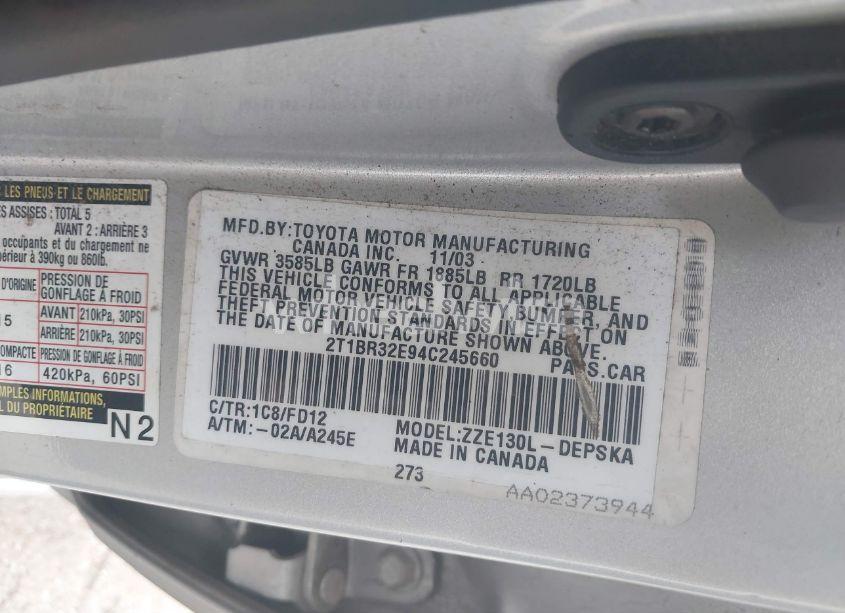 LES PNEUS ET LE CHARGEMENT
ASSISES : TOTAL 5
AVANT 2 : ARRIÈRE 3
occupants et du chargement ne
390kg ou 860lb.
D'ORIGINE
PRESSION DE
GONFLAGE À FROID
15
AVANT 210kPa, 30PSI
ARRIÈRE 210kPa, 30PSI
COMPACTE PRESSION DE GONFLAGE À FROID
16
420kPa, 60PSI
INFORMATIONS,
DU PROPRIÉTAIRE
N2
MFD.BY:TOYOTA MOTOR MANUFACTURING
CANADA INC. 11/03
GVWR 3585LB GAWR FR 1885LB RR 1720LB
THIS VEHICLE CONFORMS TO ALL APPLICABLE
FEDERAL MOTOR VEHICLE SAFETY, BUMPER, AND
THEFT PREVENTION STANDARDS IN EFFECT ON
THE DATE OF MANUFACTURE SHOWN ABOVE.
2T1BR32E94C245660 PASS.CAR
C/TR:1C8/FD12 MODEL:ZZE130L-DEPSKA
A/TM:-02A/A245E MADE IN CANADA
273
AA02373944